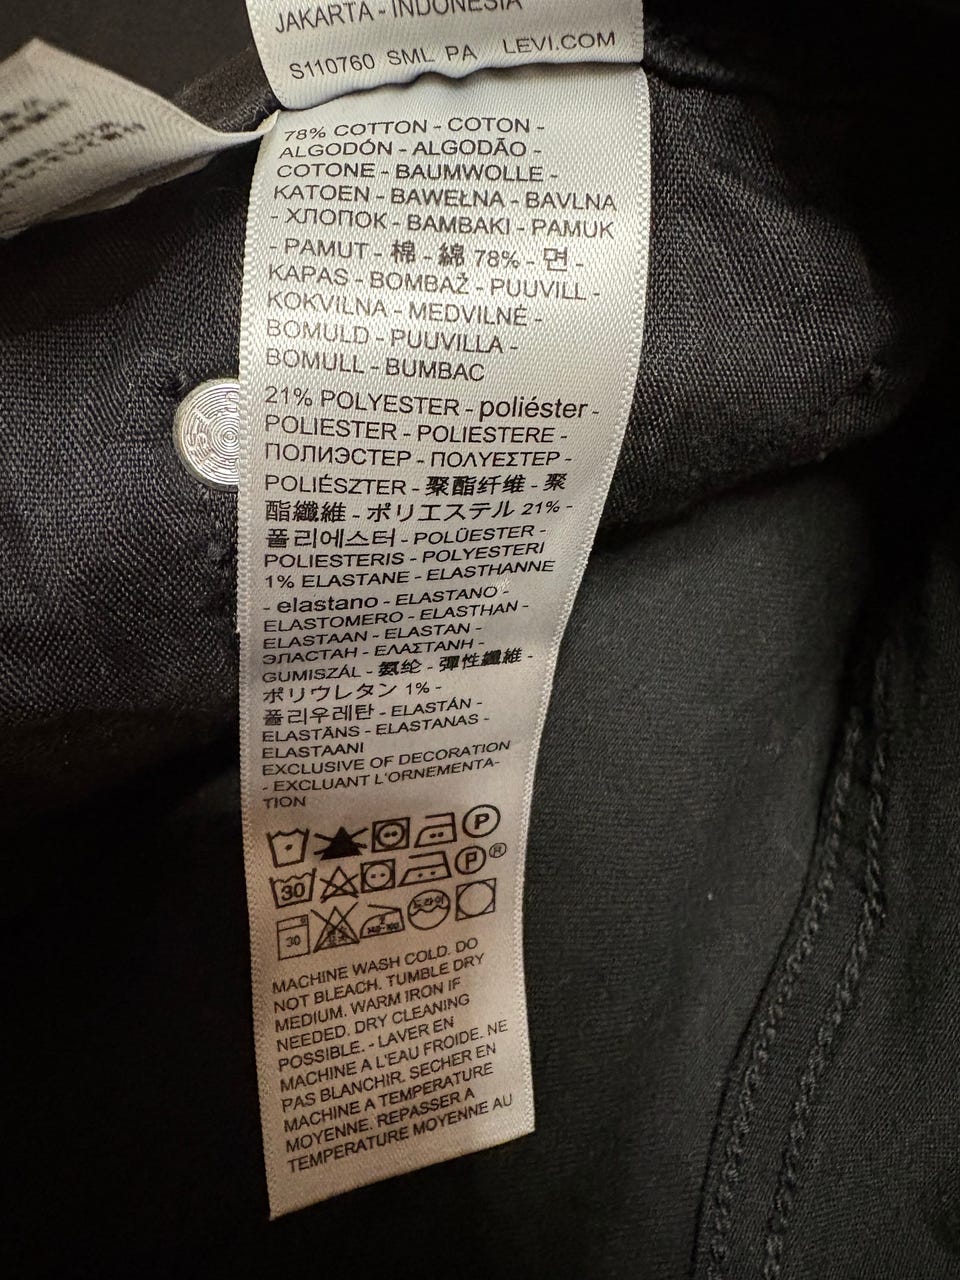 JAKARTA - INDONESIA
S110760 SML PA LEVI.COM
78% COTTON - COTON -
ALGODÓN - ALGODÃO -
COTONE - BAUMWOLLE -
KATOEN - BAWEŁNA - BAVLNA
- ХЛОПОК - BAMBAKI - PAMUK
- PAMUT - 棉 - 綿 78% - 면 -
KAPAS - BOMBAŽ - PUUVILL -
KOKVILNA - MEDVILNĖ -
BOMULD - PUUVILLA -
BOMULL - BUMBAC
21% POLYESTER - poliéster -
POLIESTER - POLIESTERE -
ПОЛИЭСТЕР - ΠΟΛΥΕΣΤΕΡ -
POLIÉSZTER - 聚酯纤维 - 聚
酯纖維 - ポリエステル 21% -
폴리에스터 - POLÜESTER -
POLIESTERIS - POLYESTERI
1% ELASTANE - ELASTHANNE
- elastano - ELASTANO -
ELASTOMERO - ELASTHAN -
ELASTAAN - ELASTAN -
ЭЛАСТАН - ΕΛΑΣΤΑΝΗ -
GUMISZÁL - 氨纶 - 彈性纖維 -
ポリウレタン 1% -
폴리우레탄 - ELASTÁN -
ELASTĀNS - ELASTANAS -
ELASTAANI
EXCLUSIVE OF DECORATION
- EXCLUANT L'ORNEMENTA-
TION
P
30 P ®
30 드라이
MACHINE WASH COLD. DO
NOT BLEACH. TUMBLE DRY
MEDIUM. WARM IRON IF
NEEDED. DRY CLEANING
POSSIBLE. - LAVER EN
MACHINE A L'EAU FROIDE. NE
PAS BLANCHIR. SECHER EN
MACHINE A TEMPERATURE
MOYENNE. REPASSER A
TEMPERATURE MOYENNE AU